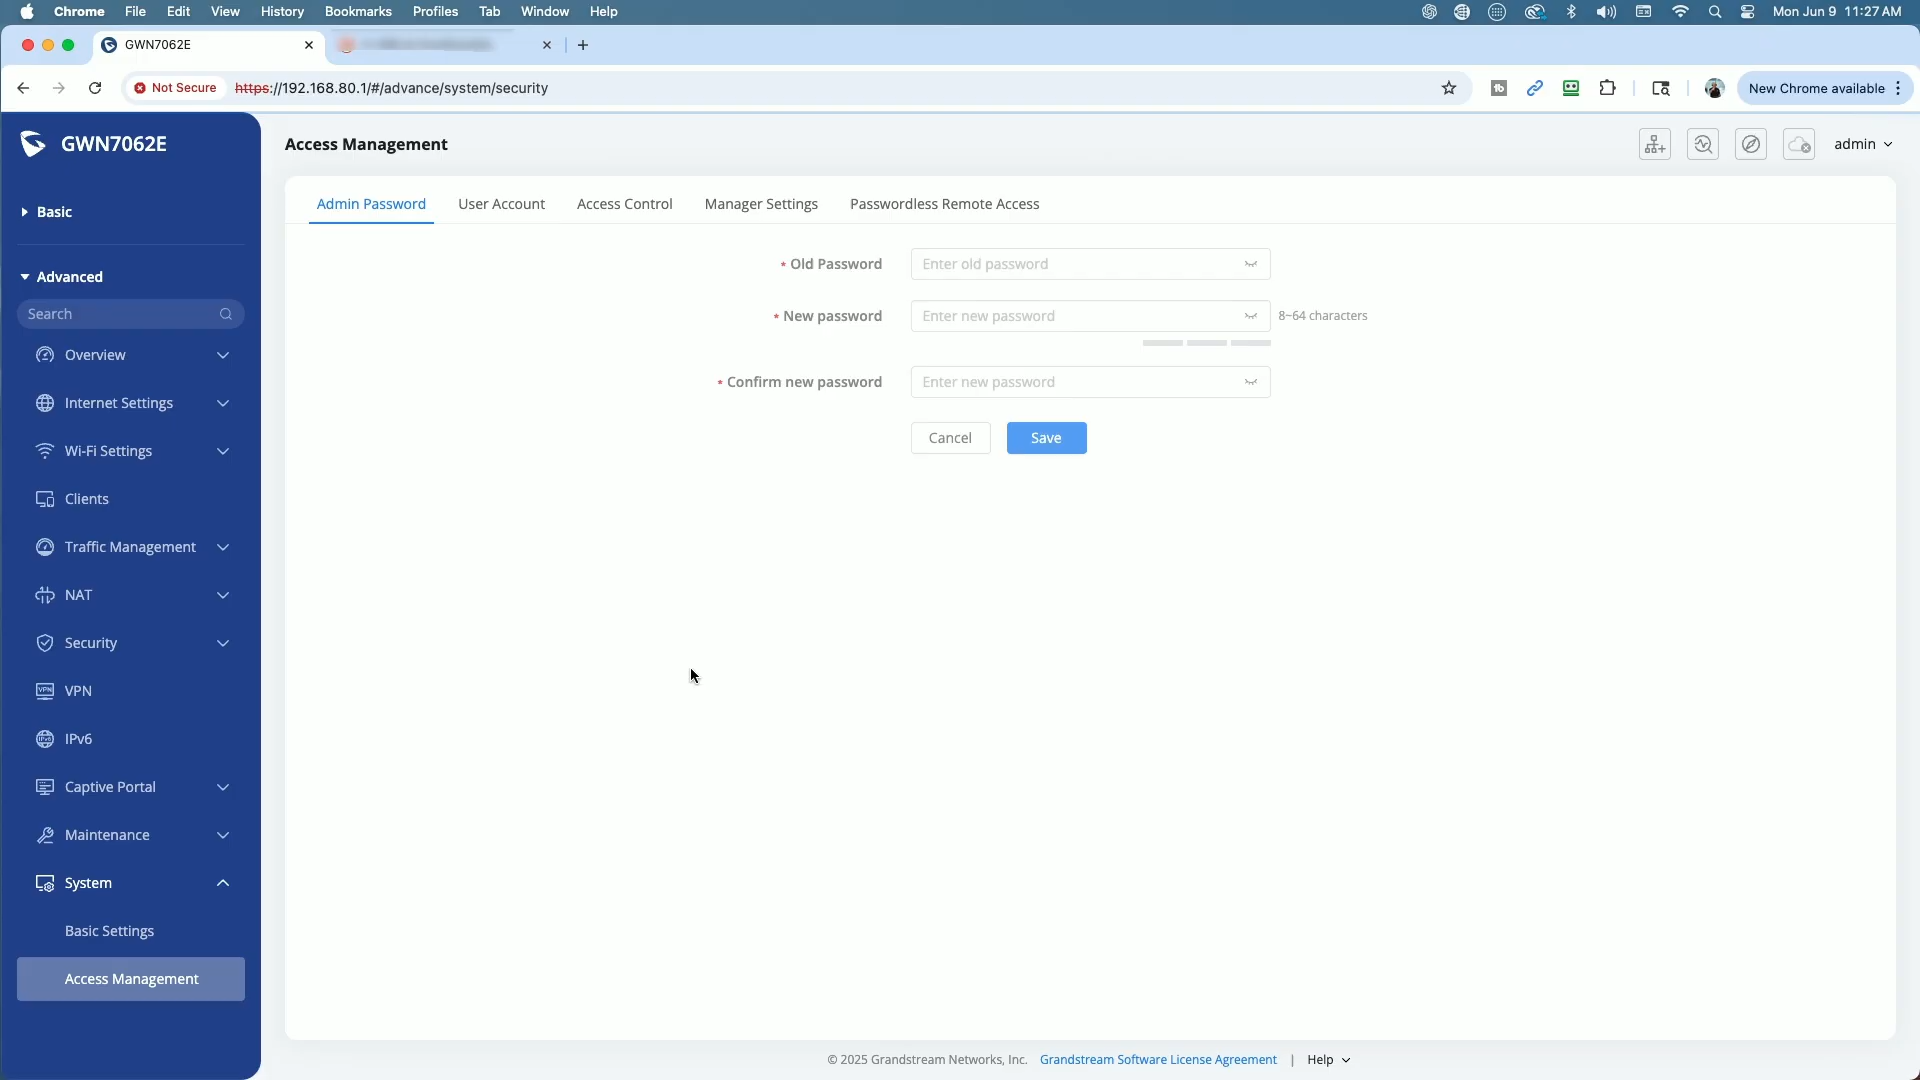 Chrome File Edit View History Bookmarks Profiles Tab Window Help Mon Jun 9 11:27 AM
GWN7062E
Not Secure https://192.168.80.1/#/advance/system/security New Chrome available
GWN7062E
Access Management
admin
Basic
Admin Password User Account Access Control Manager Settings Passwordless Remote Access
* Old Password Enter old password
Advanced
Search
* New password Enter new password 8~64 characters
Overview
* Confirm new password Enter new password
Internet Settings
Cancel Save
Wi-Fi Settings
Clients
Traffic Management
NAT
Security
VPN VPN
IPv6 IPv6
Captive Portal
Maintenance
System
Basic Settings
Access Management
© 2025 Grandstream Networks, Inc. Grandstream Software License Agreement | Help